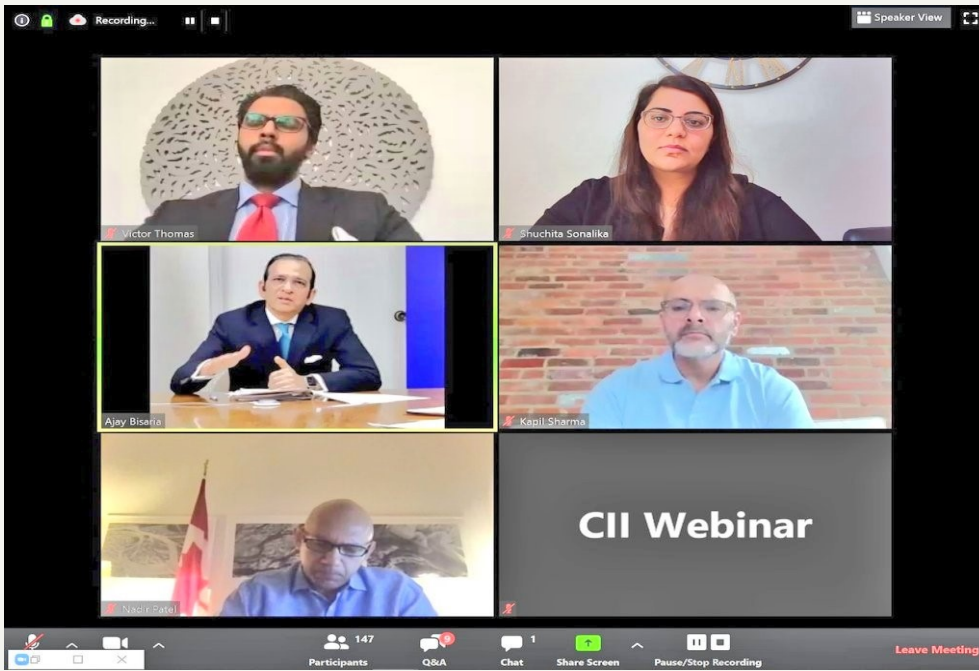 Recording...
Speaker View
Victor Thomas
Shuchita Sonalika
Ajay Bisaria
Kapil Sharma
Nadir Patel
CII Webinar
147
9
1
Participants
Q&A
Chat
Share Screen
Pause/Stop Recording
Leave Meeting